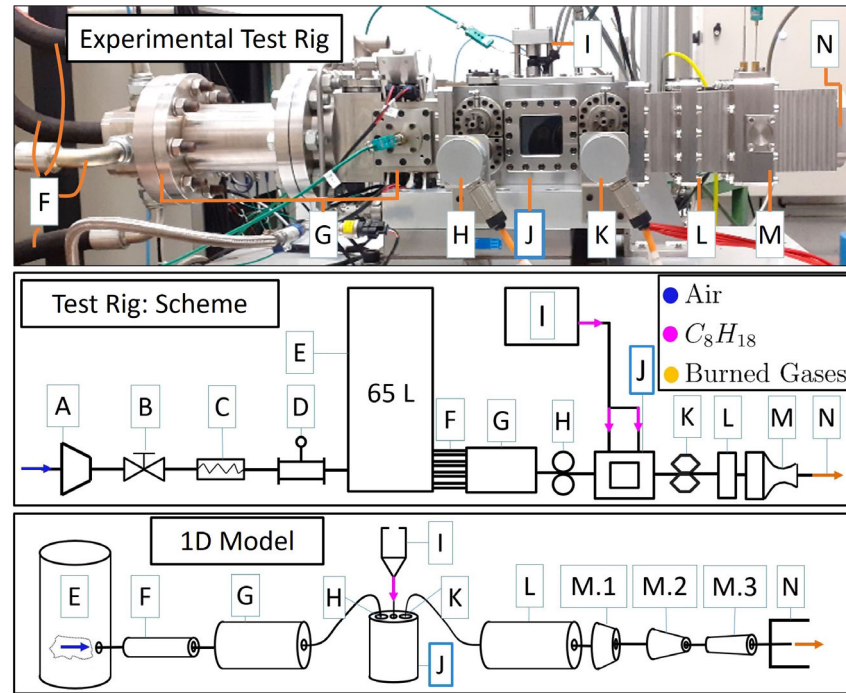 Experimental Test Rig
I
N
F
G
H
J
K
L
M
Test Rig: Scheme
Air
C₈H₁₈
Burned Gases
I
E
65 L
J
A
B
C
D
F
G
H
K
L
M
N
1D Model
I
E
F
G
H
K
L
M.1
M.2
M.3
N
J